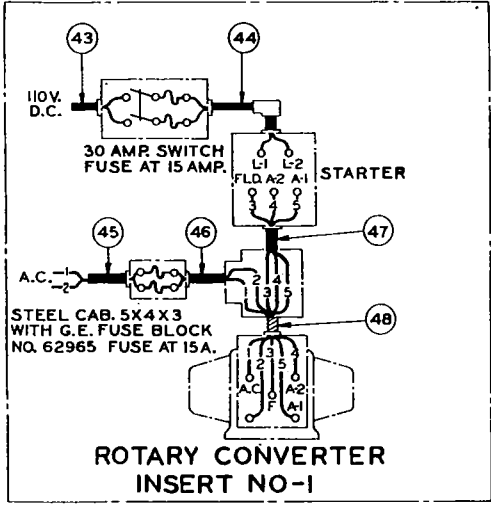 43
44
110 V.
D.C.
30 AMP. SWITCH
FUSE AT 15 AMP.
L-1 L-2
FLD. A-2 A-1
3 4 5
STARTER
45
46
47
A.C. 1
2
2 4
1 3 5
STEEL CAB. 5X4X3
WITH G.E. FUSE BLOCK
NO. 62965 FUSE AT 15A.
48
1 3 4
2 5
A.C. A-2
F A-1
ROTARY CONVERTER
INSERT NO-1